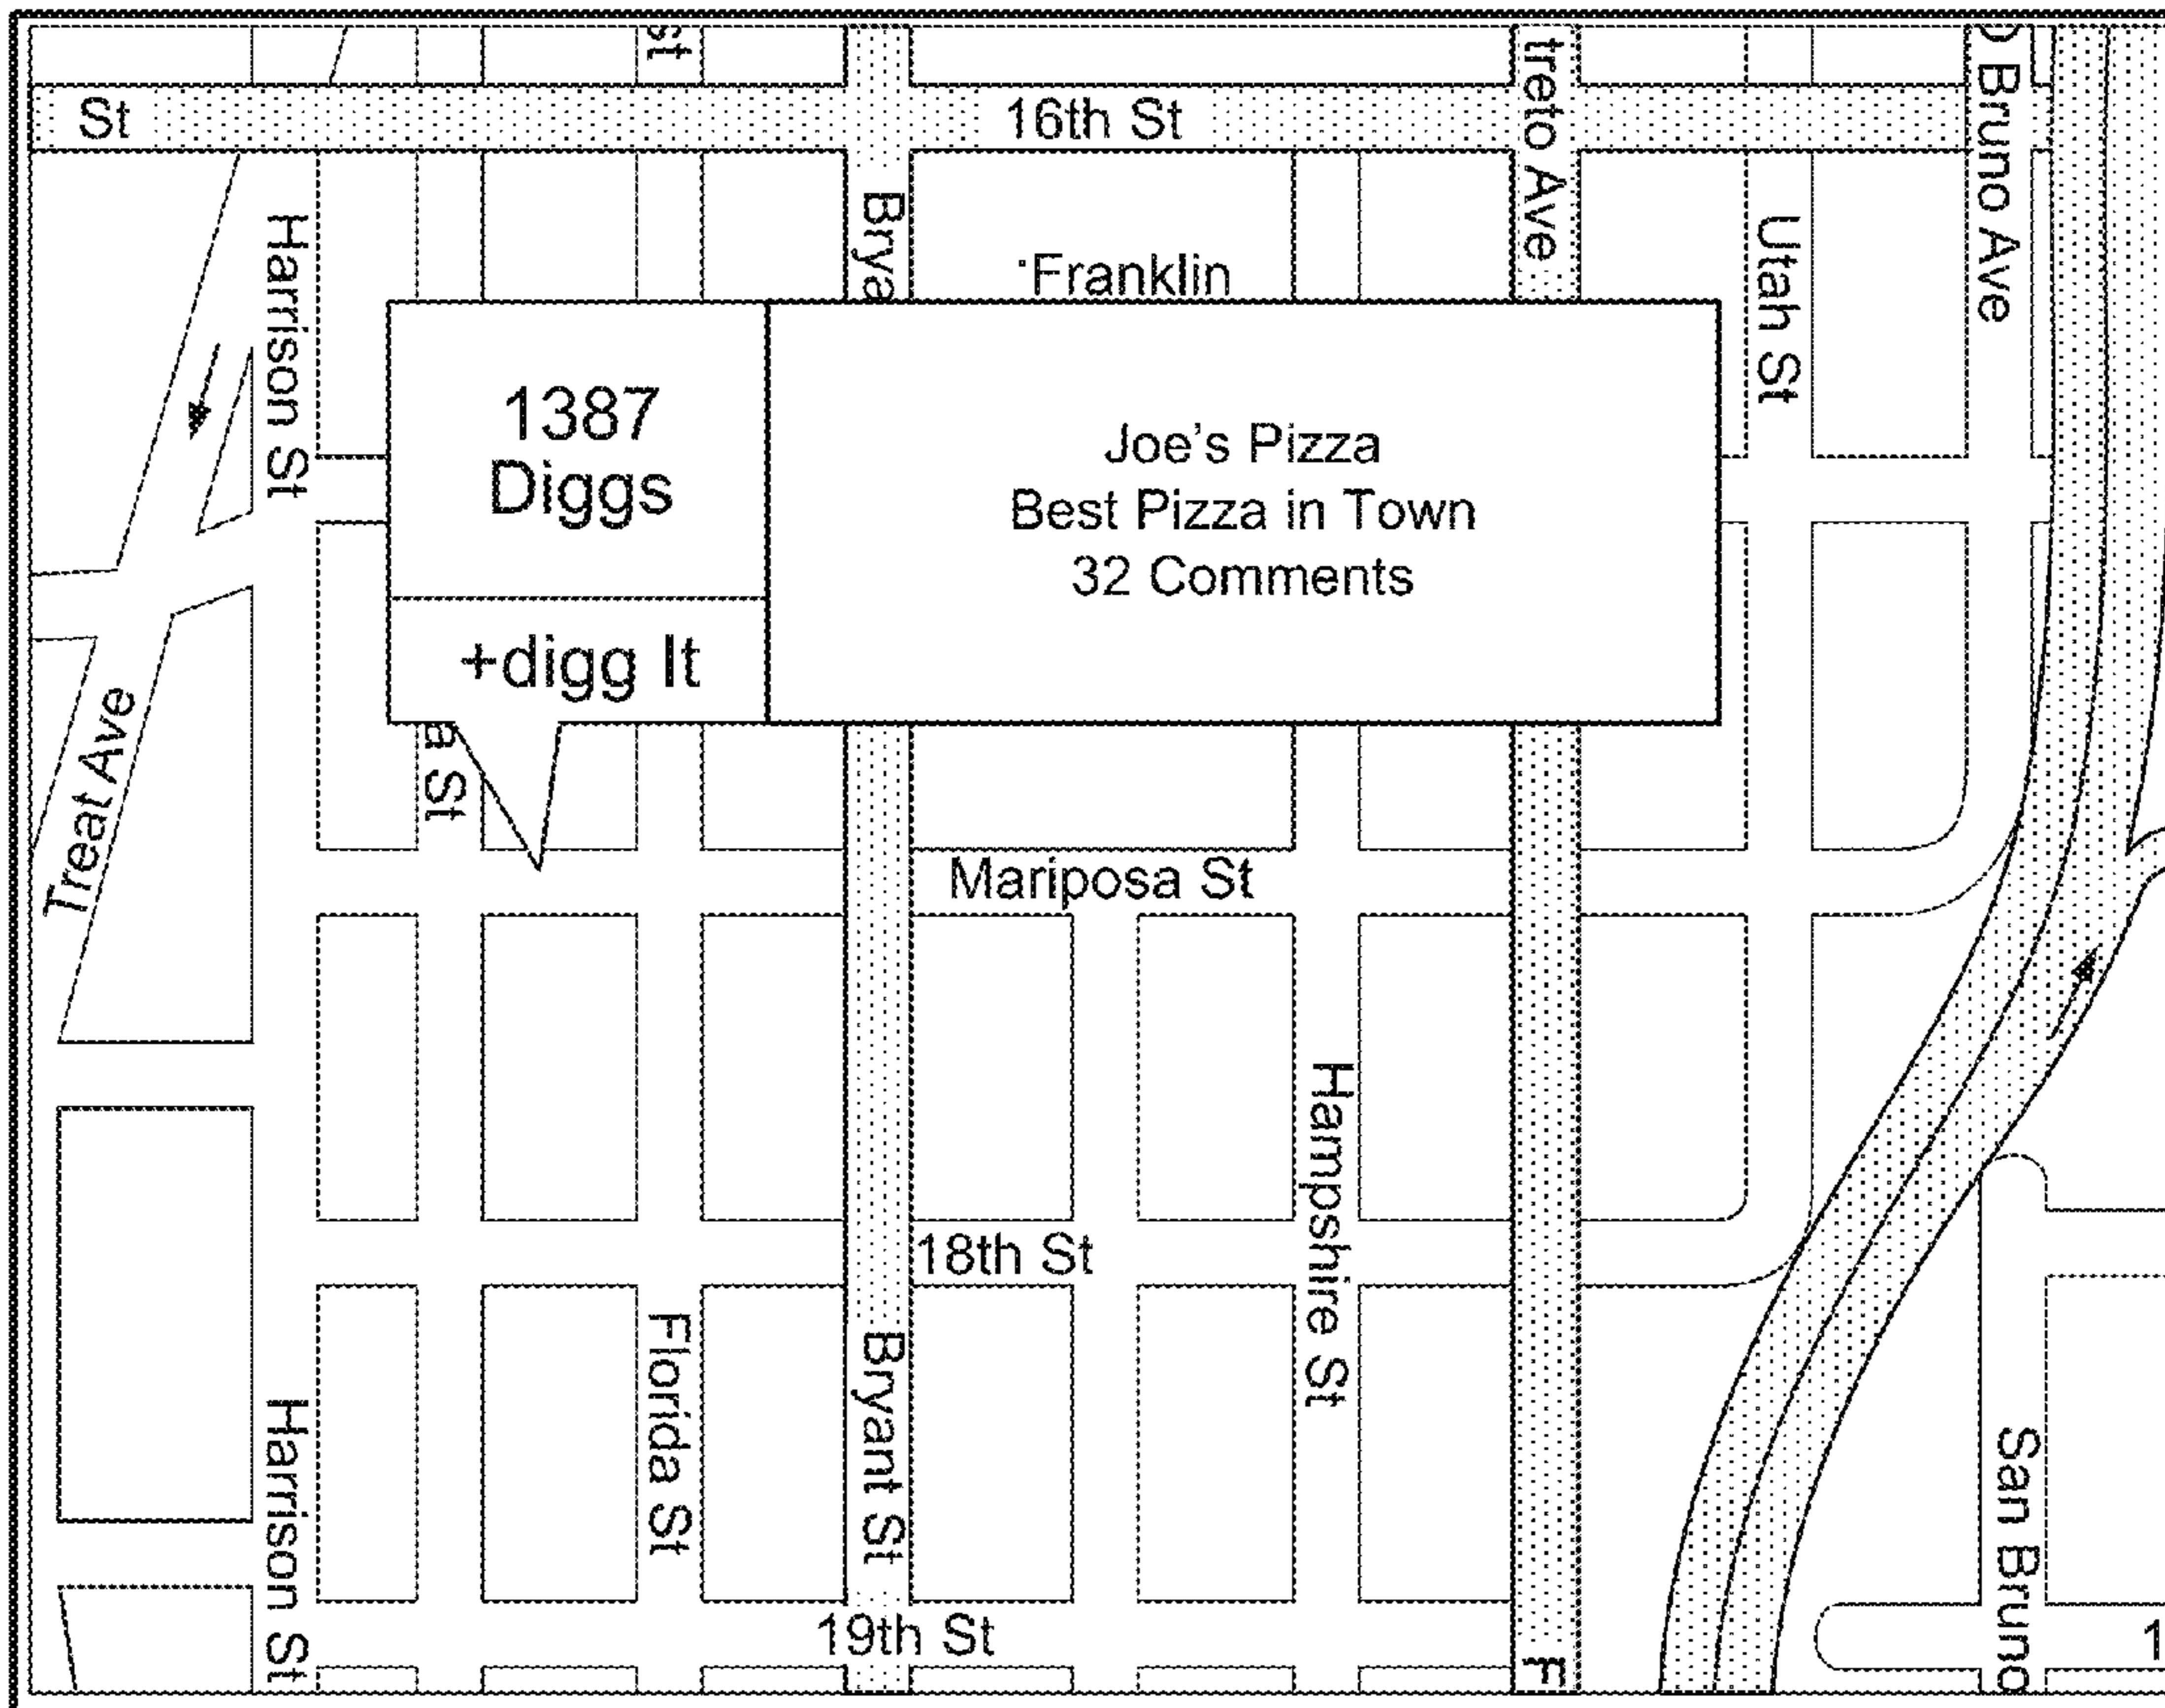 st
St
16th St
treto Ave
Bruno Ave
Harrison St
Brya
Franklin
Utah St
1387
Diggs
Joe's Pizza
Best Pizza in Town
32 Comments
+digg It
a St
Treat Ave
Mariposa St
Hampshire St
18th St
Florida St
Bryant St
Harrison St
San Bruno
19th St
F
1